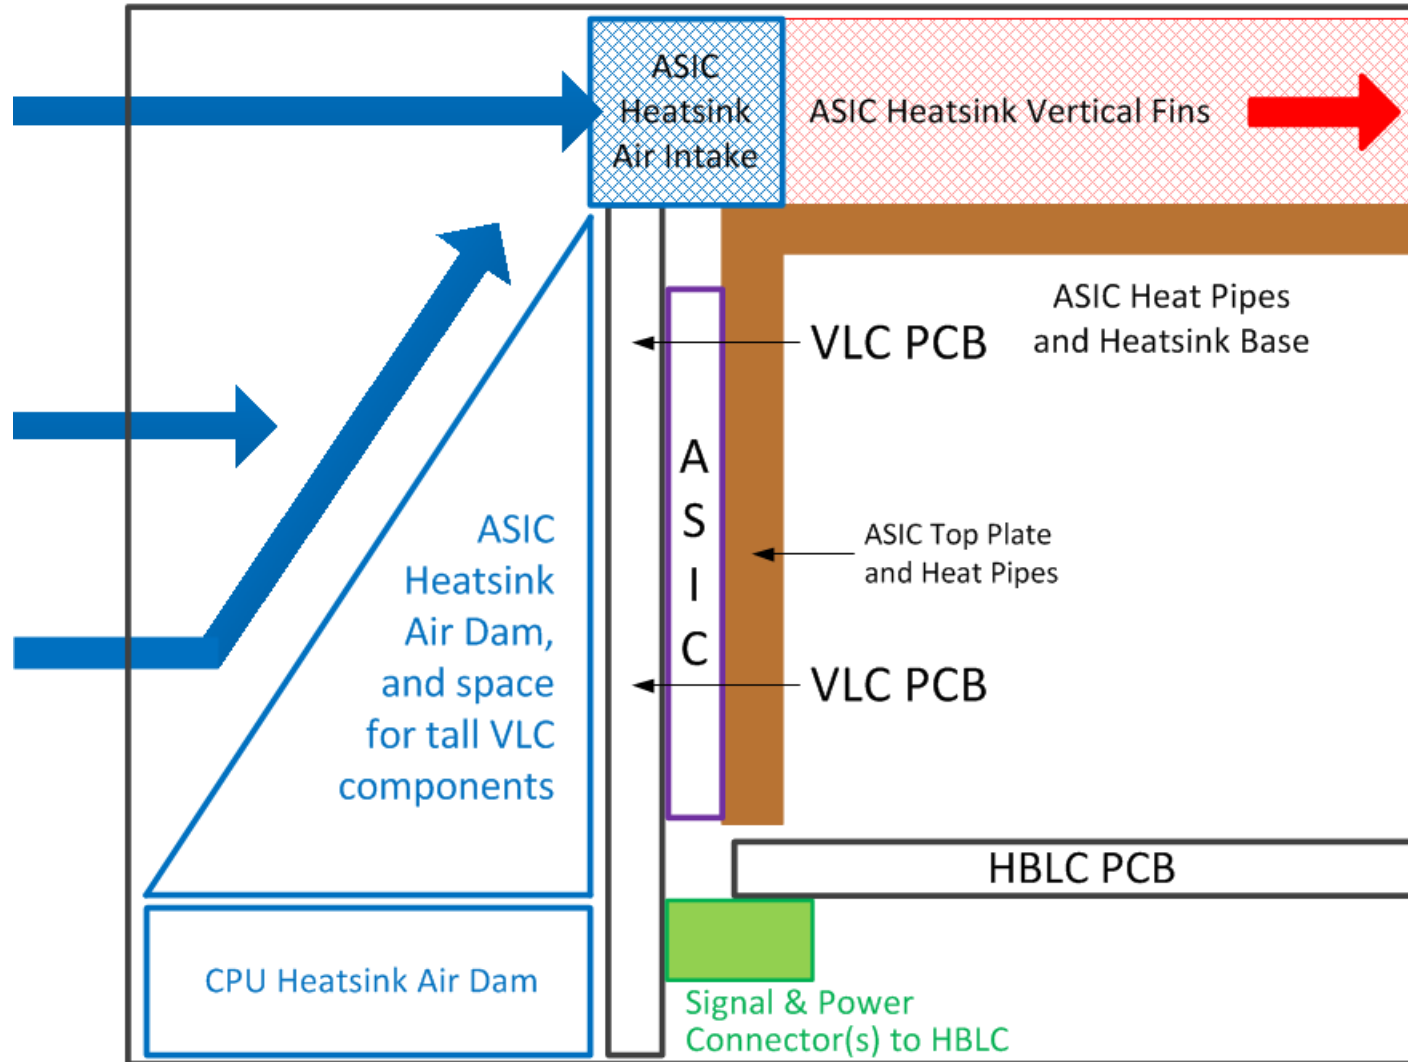 ASIC
Heatsink
Air Intake
ASIC Heatsink Vertical Fins
ASIC Heat Pipes
and Heatsink Base
VLC PCB
A
S
I
C
ASIC Top Plate
and Heat Pipes
ASIC
Heatsink
Air Dam,
and space
for tall VLC
components
VLC PCB
HBLC PCB
CPU Heatsink Air Dam
Signal & Power
Connector(s) to HBLC